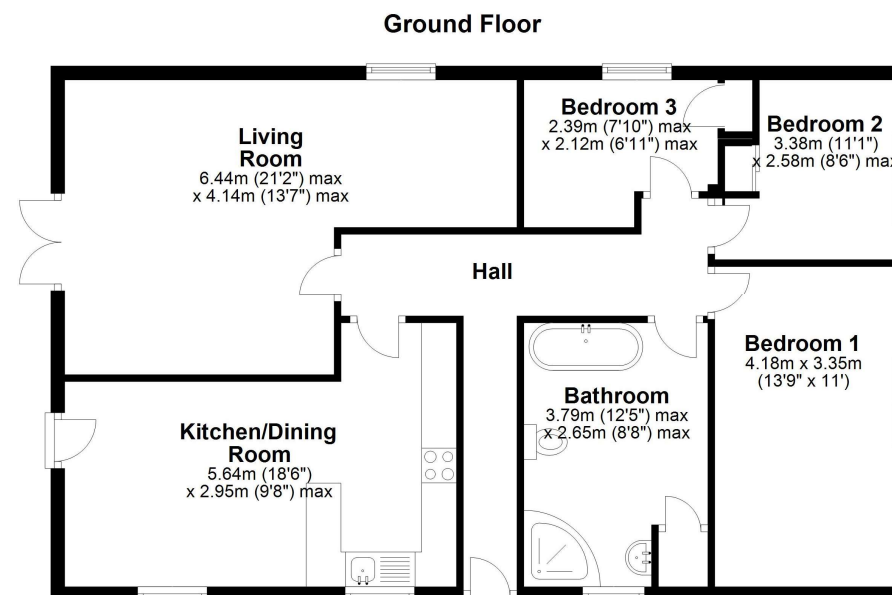 Ground Floor
Living
Room
6.44m (21'2") max
x 4.14m (13'7") max
Bedroom 3
2.39m (7'10") max
x 2.12m (6'11") max
Bedroom 2
3.38m (11'1")
x 2.58m (8'6") max
Hall
Bedroom 1
4.18m x 3.35m
(13'9" x 11')
Bathroom
3.79m (12'5") max
x 2.65m (8'8") max
Kitchen/Dining
Room
5.64m (18'6")
x 2.95m (9'8") max